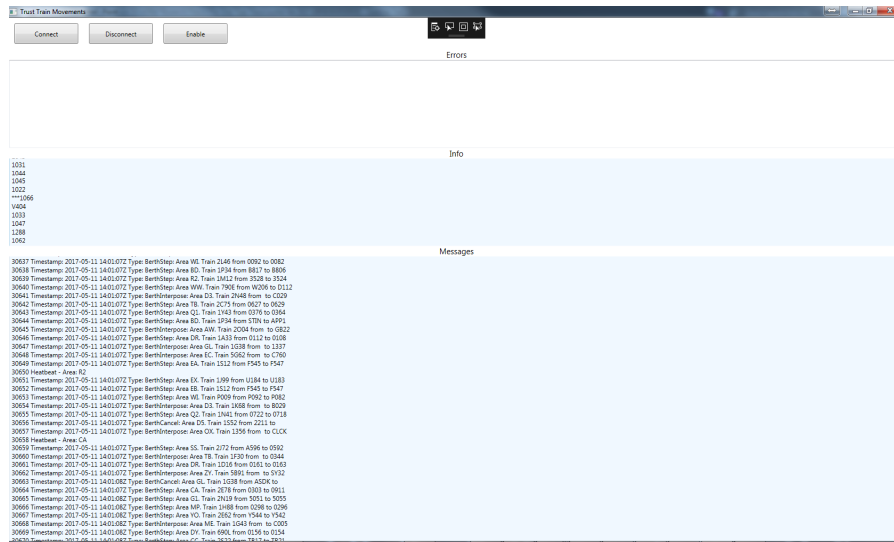 Trust Train Movements
Connect
Disconnect
Enable
Errors
Info
1031
1044
1045
1022
***1066
V404
1033
1047
1288
1062
Messages
30637 Timestamp: 2017-05-11 14:01:07Z Type: BerthStep: Area WI. Train 2L46 from 0092 to 0082
30638 Timestamp: 2017-05-11 14:01:07Z Type: BerthStep: Area BD. Train 1P34 from B817 to B806
30639 Timestamp: 2017-05-11 14:01:07Z Type: BerthStep: Area R2. Train 1M12 from 3528 to 3524
30640 Timestamp: 2017-05-11 14:01:07Z Type: BerthStep: Area WW. Train 790E from W206 to D112
30641 Timestamp: 2017-05-11 14:01:07Z Type: BerthInterpose: Area D3. Train 2N48 from  to C029
30642 Timestamp: 2017-05-11 14:01:07Z Type: BerthStep: Area TB. Train 2C75 from 0627 to 0629
30643 Timestamp: 2017-05-11 14:01:07Z Type: BerthStep: Area Q1. Train 1Y43 from 0376 to 0364
30644 Timestamp: 2017-05-11 14:01:07Z Type: BerthStep: Area BD. Train 1P34 from STIN to APP1
30645 Timestamp: 2017-05-11 14:01:07Z Type: BerthInterpose: Area AW. Train 2O04 from  to GB22
30646 Timestamp: 2017-05-11 14:01:07Z Type: BerthStep: Area DR. Train 1A33 from 0112 to 0108
30647 Timestamp: 2017-05-11 14:01:07Z Type: BerthInterpose: Area GL. Train 1G38 from  to 1337
30648 Timestamp: 2017-05-11 14:01:07Z Type: BerthInterpose: Area EC. Train 5G62 from  to C760
30649 Timestamp: 2017-05-11 14:01:07Z Type: BerthStep: Area EA. Train 1S12 from F545 to F547
30650 Heatbeat - Area: R2
30651 Timestamp: 2017-05-11 14:01:07Z Type: BerthStep: Area EX. Train 1J99 from U184 to U183
30652 Timestamp: 2017-05-11 14:01:07Z Type: BerthStep: Area EB. Train 1S12 from F545 to F547
30653 Timestamp: 2017-05-11 14:01:07Z Type: BerthStep: Area WI. Train P009 from P092 to P082
30654 Timestamp: 2017-05-11 14:01:07Z Type: BerthInterpose: Area D3. Train 1K68 from  to B029
30655 Timestamp: 2017-05-11 14:01:07Z Type: BerthStep: Area Q2. Train 1N41 from 0722 to 0718
30656 Timestamp: 2017-05-11 14:01:07Z Type: BerthCancel: Area D5. Train 1S52 from 2211 to
30657 Timestamp: 2017-05-11 14:01:07Z Type: BerthInterpose: Area OX. Train 1356 from  to CLCK
30658 Heatbeat - Area: CA
30659 Timestamp: 2017-05-11 14:01:07Z Type: BerthStep: Area SS. Train 2J72 from A596 to 0592
30660 Timestamp: 2017-05-11 14:01:07Z Type: BerthInterpose: Area TB. Train 1F30 from  to 0344
30661 Timestamp: 2017-05-11 14:01:07Z Type: BerthStep: Area DR. Train 1D16 from 0161 to 0163
30662 Timestamp: 2017-05-11 14:01:07Z Type: BerthInterpose: Area ZY. Train 5B91 from  to SY32
30663 Timestamp: 2017-05-11 14:01:08Z Type: BerthCancel: Area GL. Train 1G38 from ASDK to
30664 Timestamp: 2017-05-11 14:01:08Z Type: BerthStep: Area CA. Train 2E78 from 0303 to 0911
30665 Timestamp: 2017-05-11 14:01:08Z Type: BerthStep: Area G1. Train 2N19 from 5051 to 5055
30666 Timestamp: 2017-05-11 14:01:08Z Type: BerthStep: Area MP. Train 1H88 from 0298 to 0296
30667 Timestamp: 2017-05-11 14:01:08Z Type: BerthStep: Area YO. Train 2E62 from Y544 to Y542
30668 Timestamp: 2017-05-11 14:01:08Z Type: BerthInterpose: Area ME. Train 1G43 from  to C005
30669 Timestamp: 2017-05-11 14:01:08Z Type: BerthStep: Area DY. Train 690L from 0156 to 0154